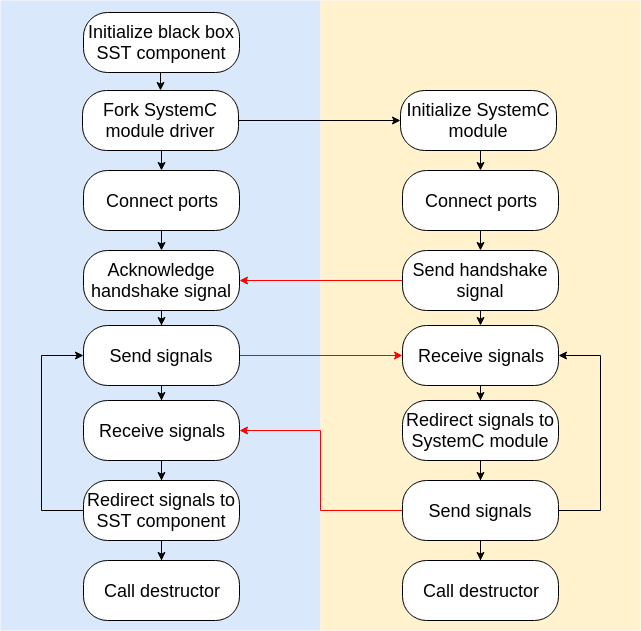 Initialize black box
SST component
Fork SystemC
module driver
Connect ports
Acknowledge
handshake signal
Send signals
Receive signals
Redirect signals to
SST component
Call destructor
Initialize SystemC
module
Connect ports
Send handshake
signal
Receive signals
Redirect signals to
SystemC module
Send signals
Call destructor